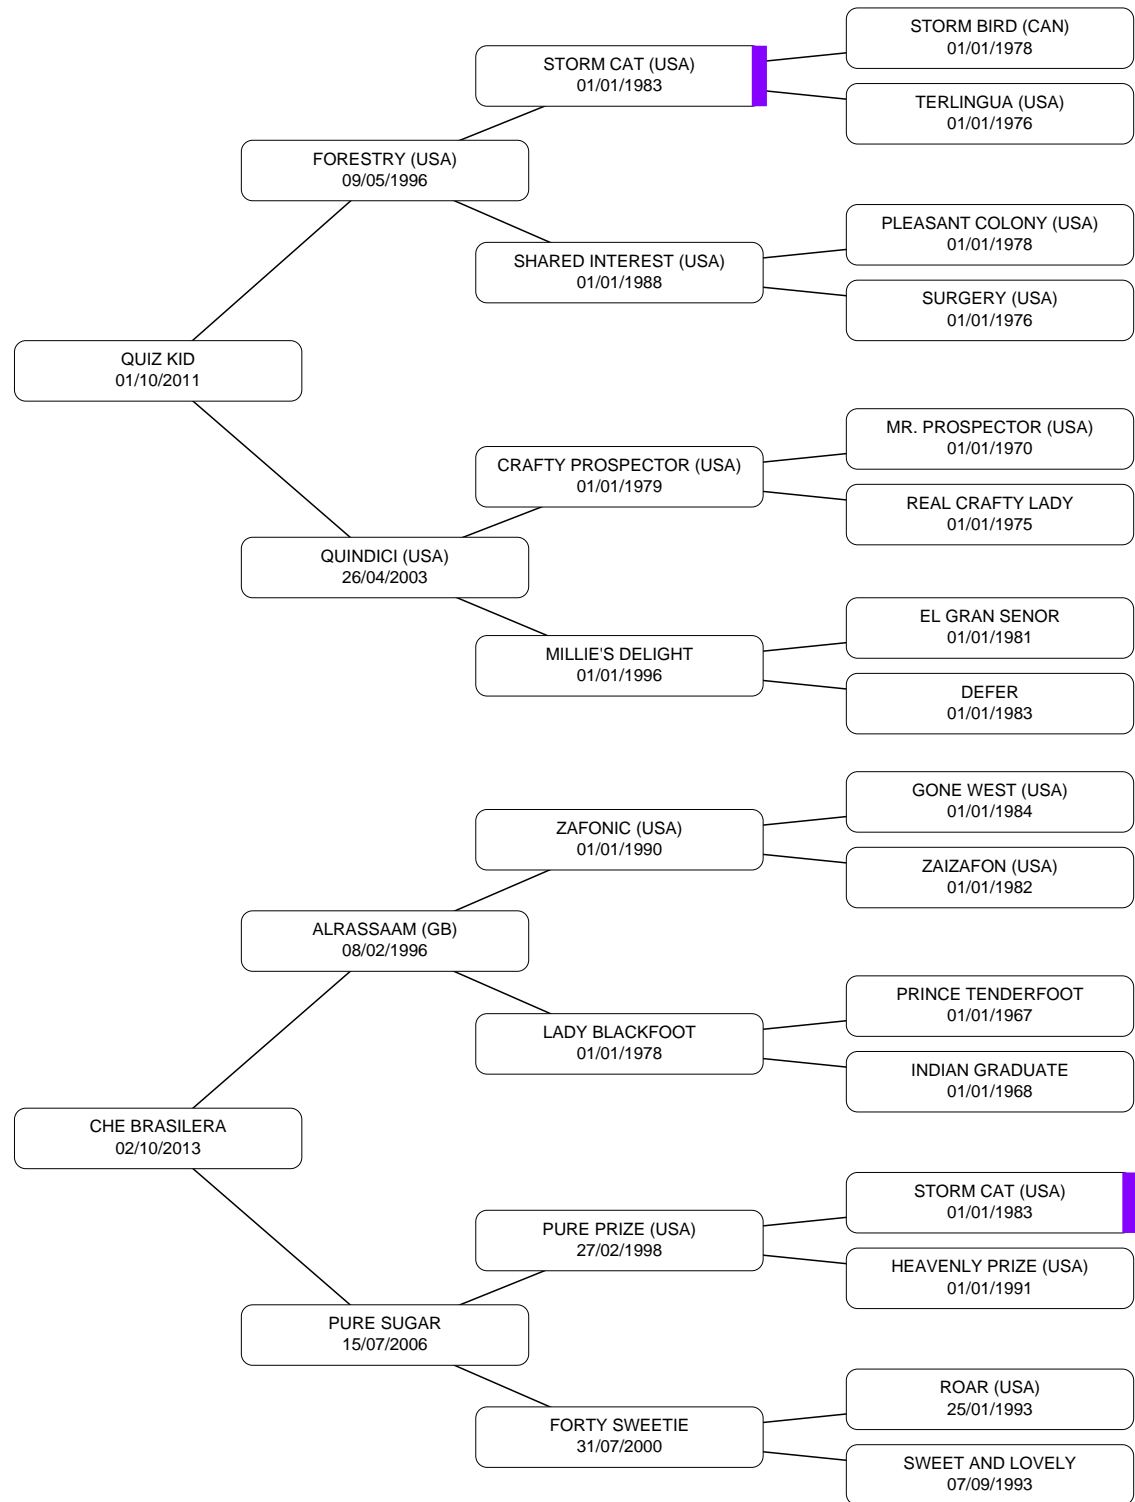 STORM BIRD (CAN)
01/01/1978
STORM CAT (USA)
01/01/1983
TERLINGUA (USA)
01/01/1976
FORESTRY (USA)
09/05/1996
PLEASANT COLONY (USA)
01/01/1978
SHARED INTEREST (USA)
01/01/1988
SURGERY (USA)
01/01/1976
QUIZ KID
01/10/2011
MR. PROSPECTOR (USA)
01/01/1970
CRAFTY PROSPECTOR (USA)
01/01/1979
REAL CRAFTY LADY
01/01/1975
QUINDICI (USA)
26/04/2003
EL GRAN SENOR
01/01/1981
MILLIE'S DELIGHT
01/01/1996
DEFER
01/01/1983
GONE WEST (USA)
01/01/1984
ZAFONIC (USA)
01/01/1990
ZAIZAFON (USA)
01/01/1982
ALRASSAAM (GB)
08/02/1996
PRINCE TENDERFOOT
01/01/1967
LADY BLACKFOOT
01/01/1978
INDIAN GRADUATE
01/01/1968
CHE BRASILERA
02/10/2013
STORM CAT (USA)
01/01/1983
PURE PRIZE (USA)
27/02/1998
HEAVENLY PRIZE (USA)
01/01/1991
PURE SUGAR
15/07/2006
ROAR (USA)
25/01/1993
FORTY SWEETIE
31/07/2000
SWEET AND LOVELY
07/09/1993